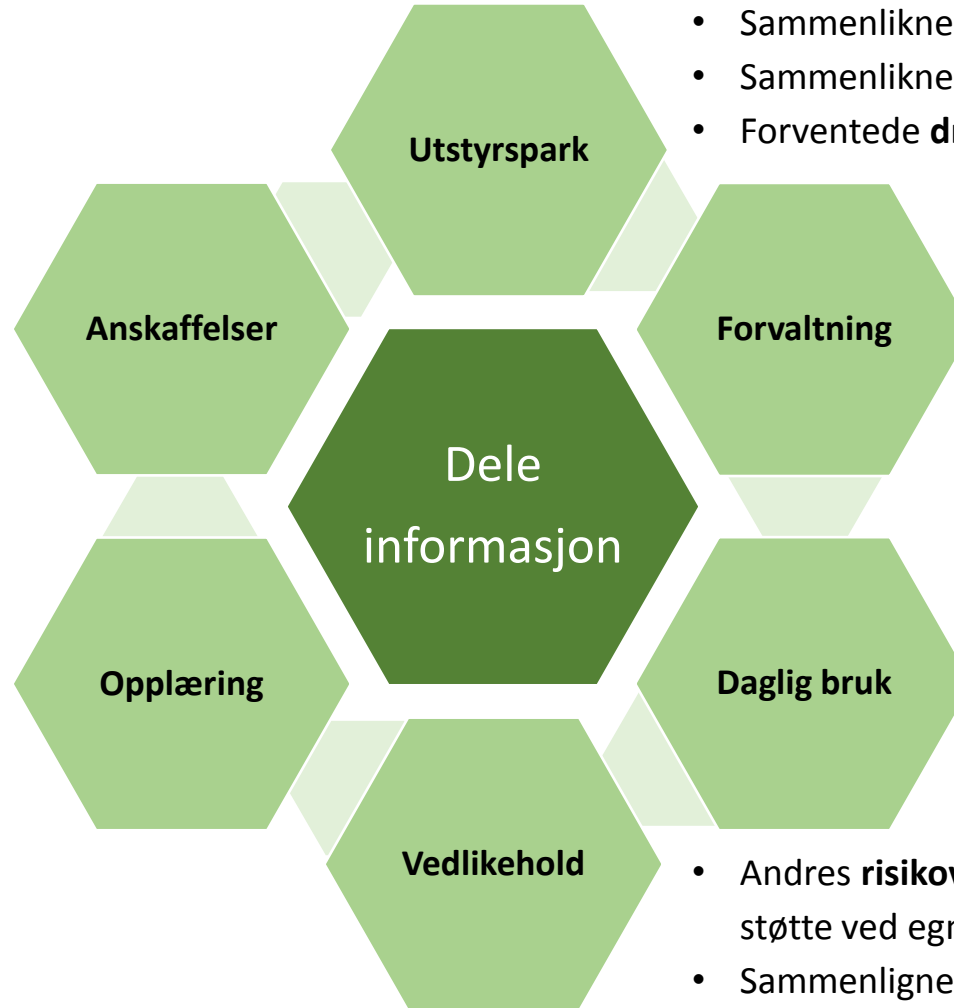 • Sammenlikne
• Sammenlikne
• Forventede
Utstyrspark
Anskaffelser
Forvaltning
Dele
informasjon
Opplæring
Daglig bruk
Vedlikehold
• Andres
støtte ved
• Sammenligne